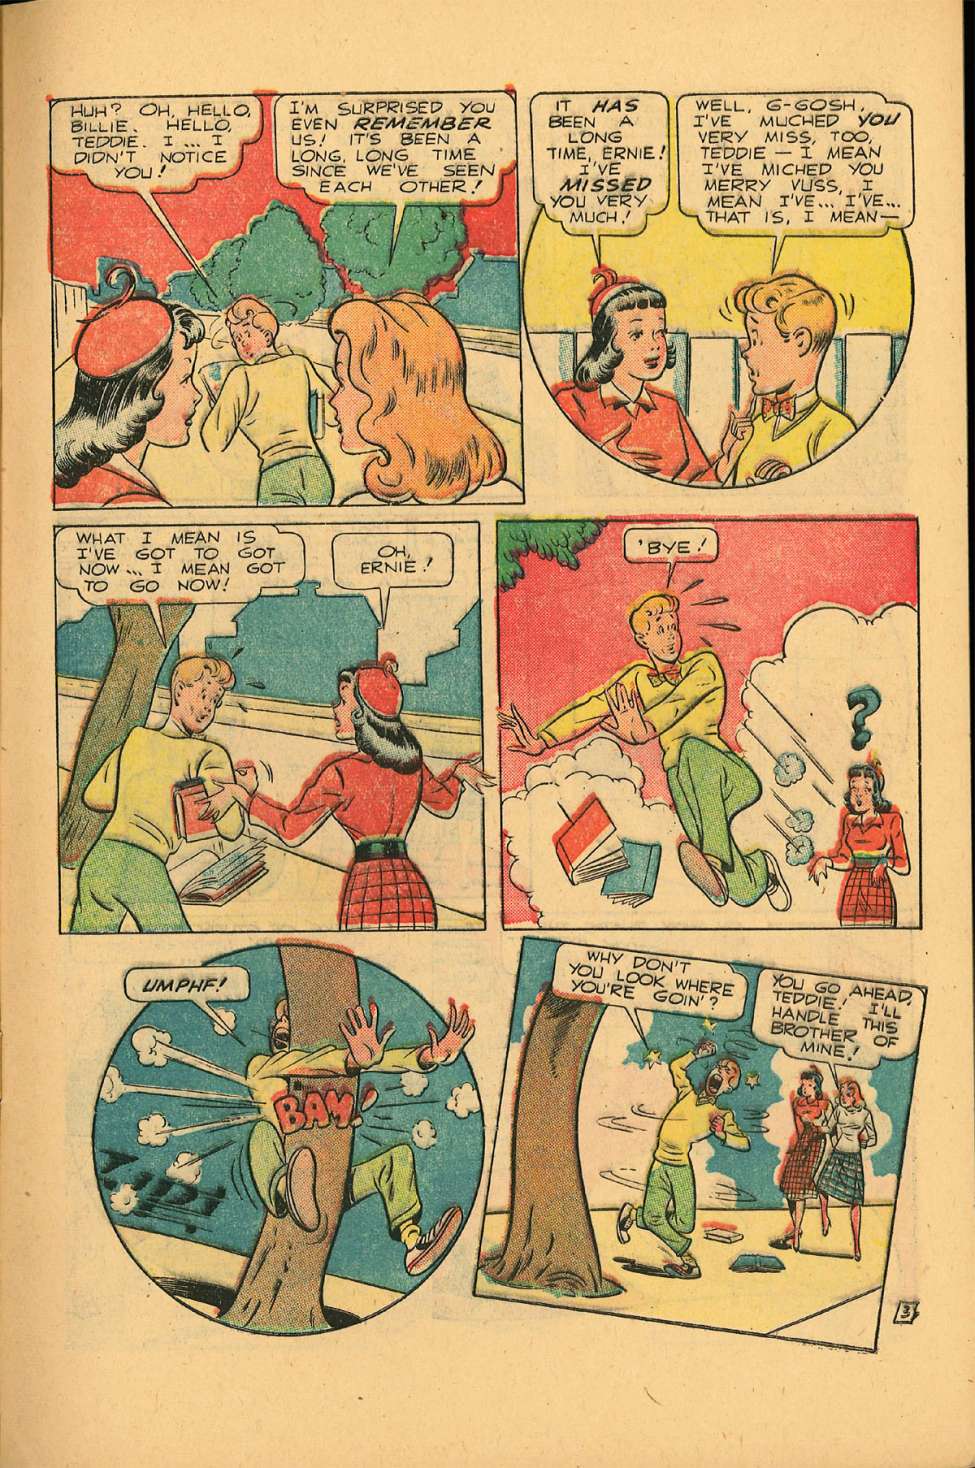 HUH? OH, HELLO,
BILLIE. HELLO,
TEDDIE. I ... I
DIDN'T NOTICE
YOU!
I'M SURPRISED YOU
EVEN REMEMBER
US! IT'S BEEN A
LONG, LONG TIME
SINCE WE'VE SEEN
EACH OTHER!
IT HAS
BEEN A
LONG
TIME, ERNIE!
I'VE
MISSED
YOU VERY
MUCH!
WELL, G-GOSH,
I'VE MUCHED YOU
VERY MISS, TOO,
TEDDIE — I MEAN
I'VE MICHED YOU
MERRY VUSS, I
MEAN I'VE... I'VE...
THAT IS, I MEAN—
WHAT I MEAN IS
I'VE GOT TO GOT
NOW... I MEAN GOT
TO GO NOW!
OH,
ERNIE!
'BYE!
?
UMPHF!
BAM!
ZIP!
WHY DON'T
YOU LOOK WHERE
YOU'RE GOIN'?
YOU GO AHEAD,
TEDDIE! I'LL
HANDLE THIS
BROTHER OF
MINE!
3